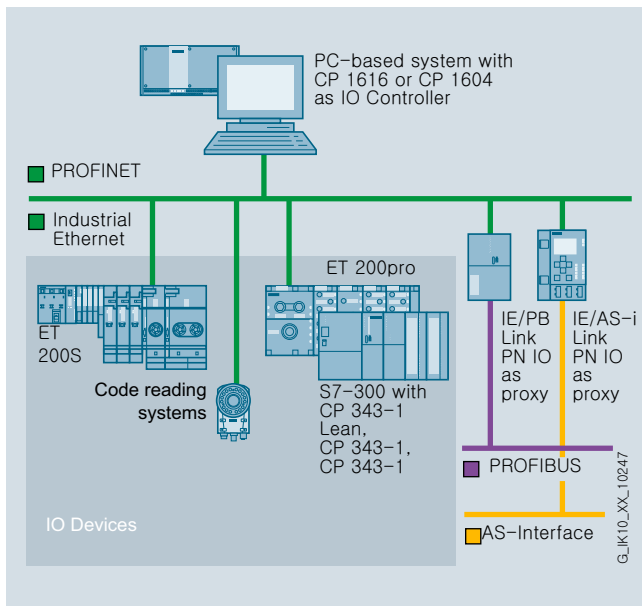 PC-based system with
CP 1616 or CP 1604
as IO Controller
PROFINET
Industrial
Ethernet
ET 200pro
ET
200S
Code reading
systems
S7-300 with
CP 343-1
Lean,
CP 343-1,
CP 343-1
IE/PB
Link
PN IO
as
proxy
IE/AS-i
Link
PN IO
as
proxy
PROFIBUS
AS-Interface
IO Devices
G_IK10_XX_10247